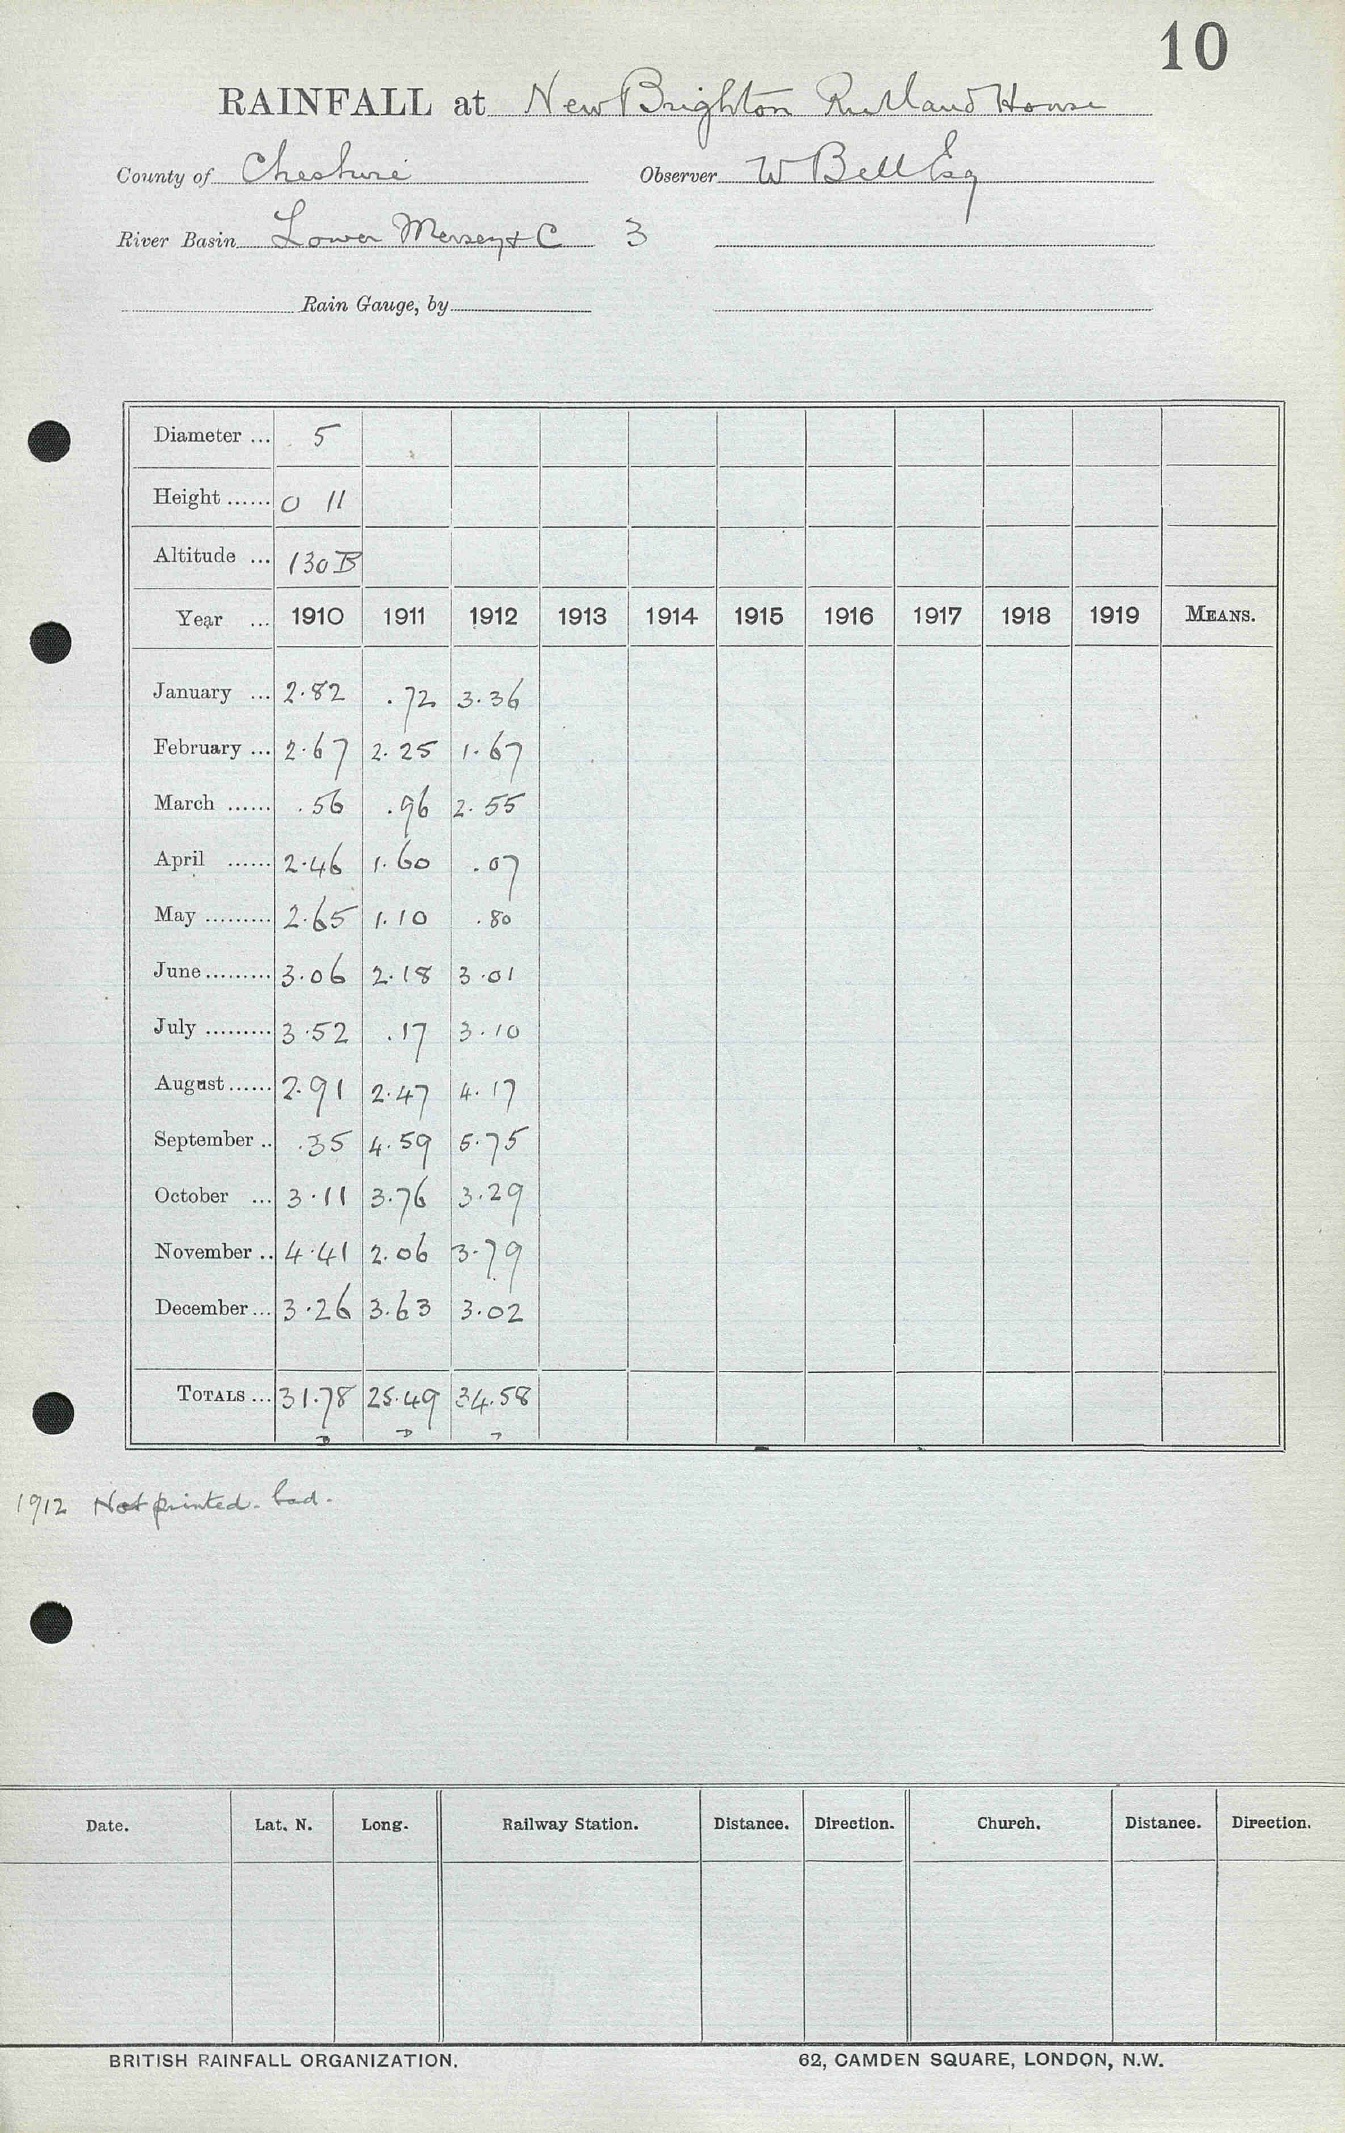 10
RAINFALL at New Brighton Rutland House
County of Cheshire Observer W Bell Esq
River Basin Lower Mersey & C 3
Rain Gauge, by
Diameter ... 5
Height ...... 0 11
Altitude ... 130 B
Year ... 1910 1911 1912 1913 1914 1915 1916 1917 1918 1919 MEANS.
January ... 2.82 .72 3.36
February ... 2.67 2.25 1.67
March ...... .56 .96 2.55
April ...... 2.46 1.60 .07
May ......... 2.65 1.10 .80
June ......... 3.06 2.18 3.01
July ......... 3.52 .17 3.10
August ...... 2.91 2.47 4.17
September .. .35 4.59 5.75
October ... 3.11 3.76 3.29
November .. 4.41 2.06 3.79
December ... 3.26 3.63 3.02
TOTALS ... 31.78 25.49 34.58
1912 Not printed - bad.
Date. Lat. N. Long. Railway Station. Distance. Direction. Church. Distance. Direction.
BRITISH RAINFALL ORGANIZATION. 62, CAMDEN SQUARE, LONDON, N.W.